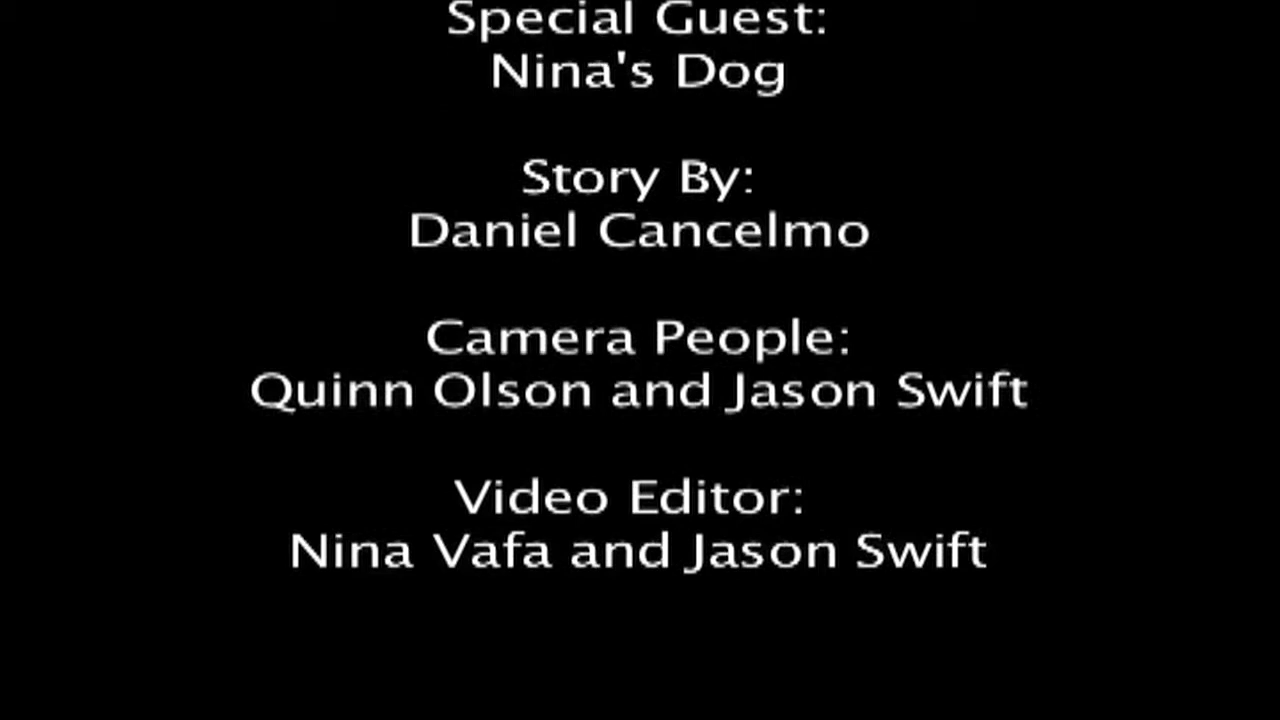 Special Guest:
Nina's Dog
Story By:
Daniel Cancelmo
Camera People:
Quinn Olson and Jason Swift
Video Editor:
Nina Vafa and Jason Swift